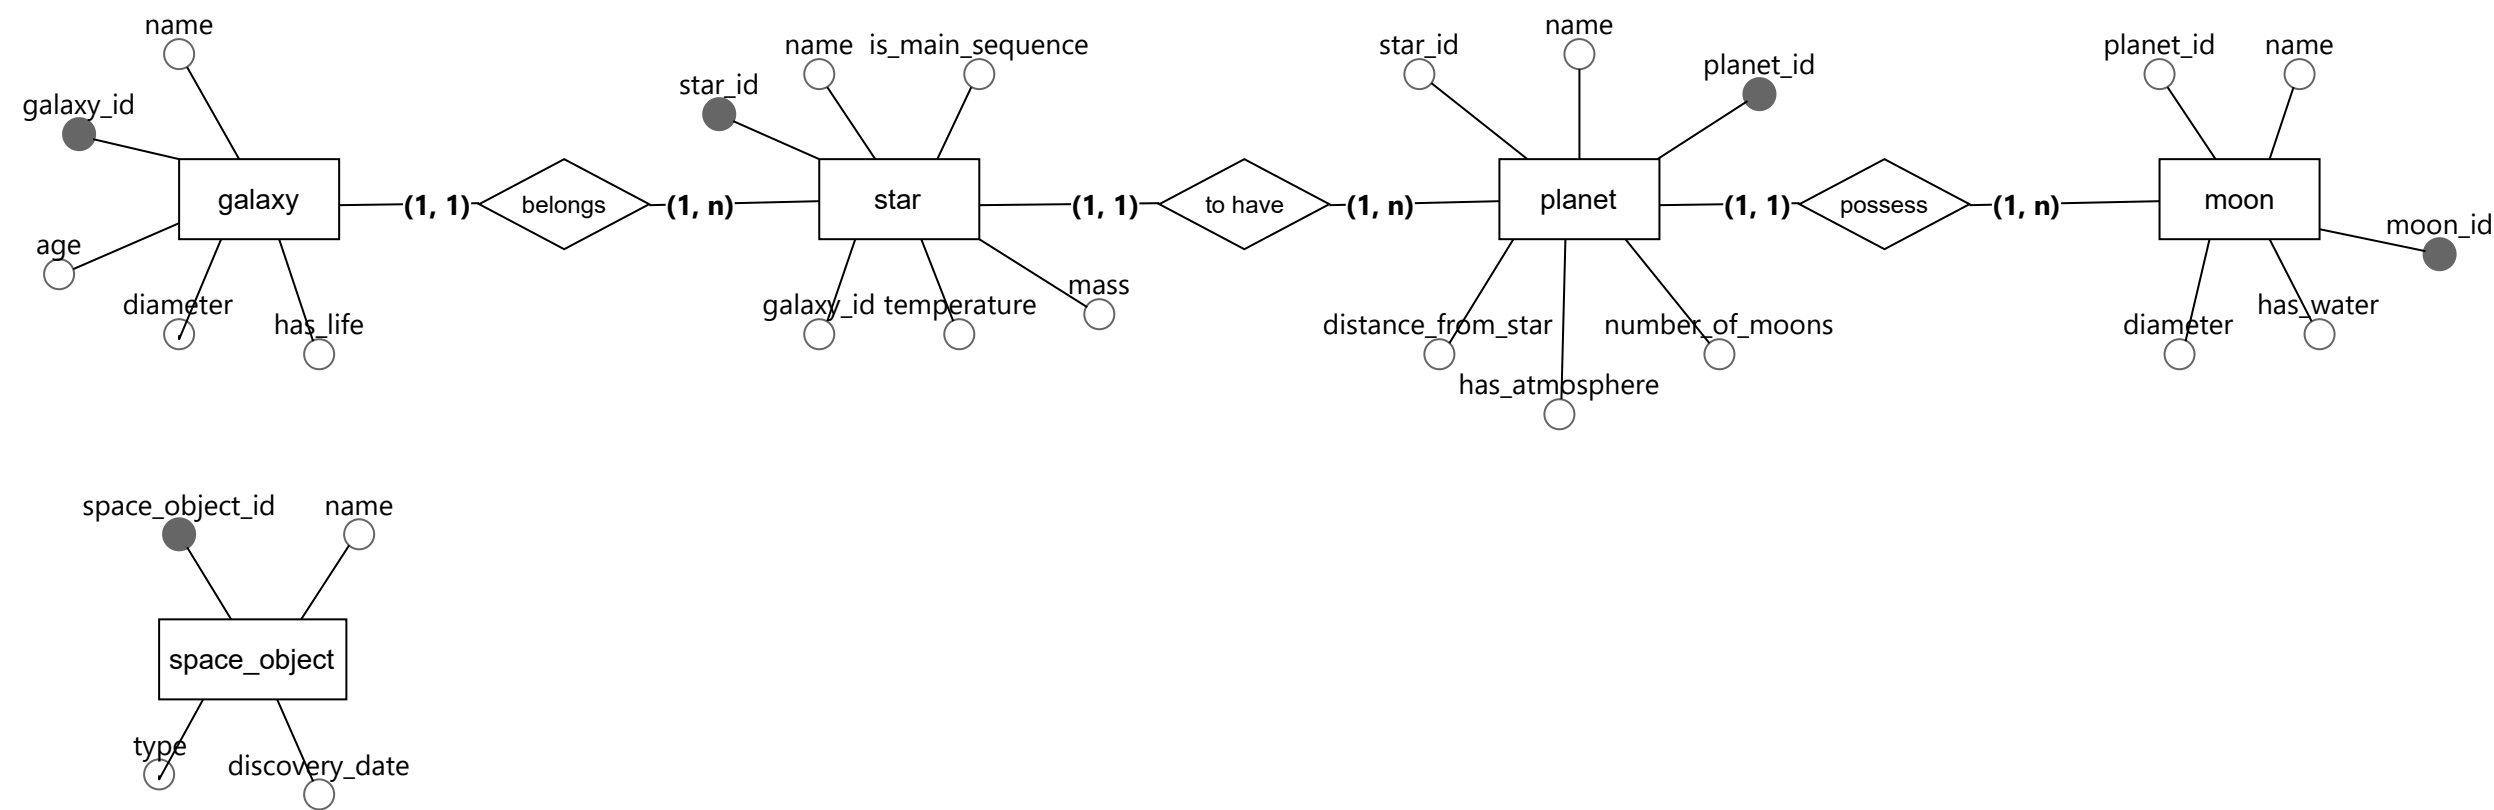 name
galaxy_id
galaxy
age
diameter
has_life
(1, 1)
belongs
(1, n)
name
is_main_sequence
star_id
star
galaxy_id
temperature
mass
(1, 1)
to have
(1, n)
star_id
name
planet_id
planet
distance_from_star
number_of_moons
has_atmosphere
(1, 1)
possess
(1, n)
planet_id
name
moon
moon_id
diameter
has_water
space_object_id
name
space_object
type
discovery_date